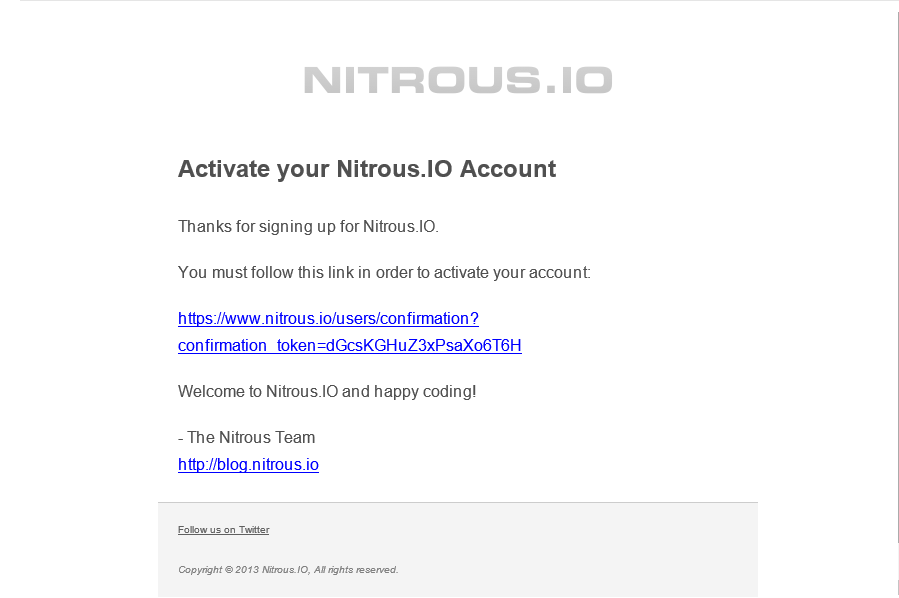 NITROUS.IO
Activate your Nitrous.IO Account
Thanks for signing up for Nitrous.IO.
You must follow this link in order to activate your account:
https://www.nitrous.io/users/confirmation?
confirmation_token=dGcsKGHuZ3xPsaXo6T6H
Welcome to Nitrous.IO and happy coding!
- The Nitrous Team
http://blog.nitrous.io
Follow us on Twitter
Copyright © 2013 Nitrous.IO, All rights reserved.